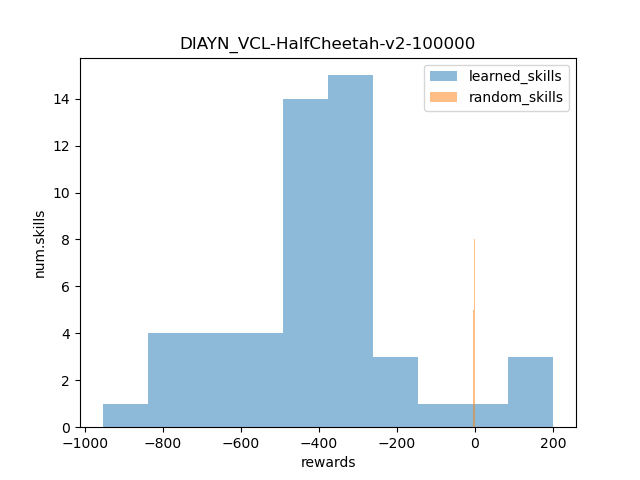 DIAYN_VCL-HalfCheetah-v2-100000
learned_skills
random_skills
num.skills
14
12
10
8
6
4
2
0
−1000 −800 −600 −400 −200 0 200
rewards